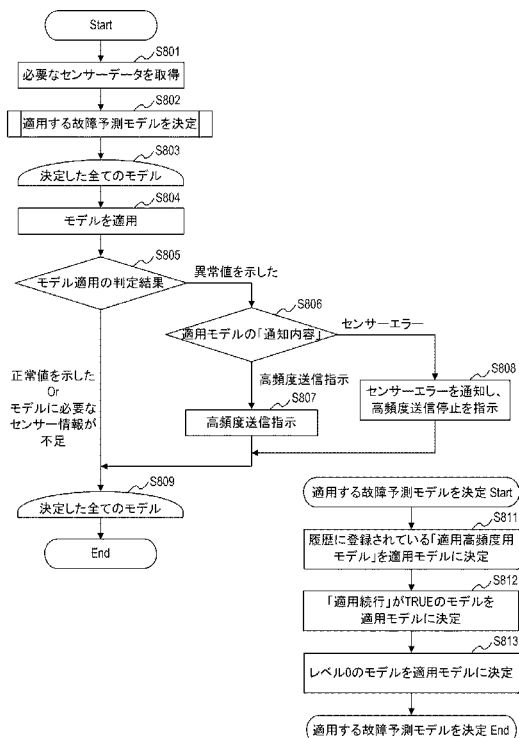 Start
S801
必要なセンサーデータを取得
S802
適用する故障予測モデルを決定
S803
決定した全てのモデル
S804
モデルを適用
S805
モデル適用の判定結果
異常値を示した
S806
適用モデルの「通知内容」
センサーエラー
正常値を示した
Or
モデルに必要な
センサー情報が
不足
高頻度送信指示
S807
高頻度送信指示
S808
センサーエラーを通知し、
高頻度送信停止を指示
S809
決定した全てのモデル
End
適用する故障予測モデルを決定 Start
S811
履歴に登録されている「適用高頻度用
モデル」を適用モデルに決定
S812
「適用続行」がTRUEのモデルを
適用モデルに決定
S813
レベル0のモデルを適用モデルに決定
適用する故障予測モデルを決定 End